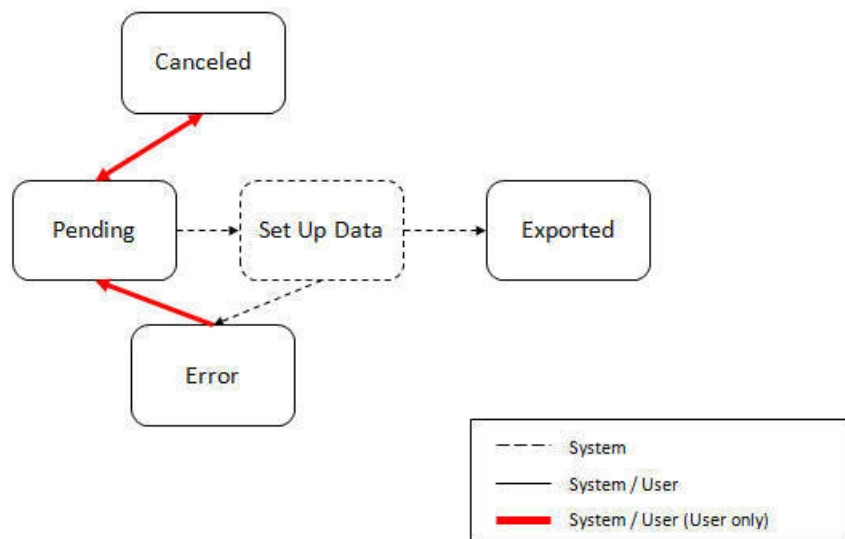 Canceled
Pending
Set Up Data
Exported
Error
System
System / User
System / User (User only)